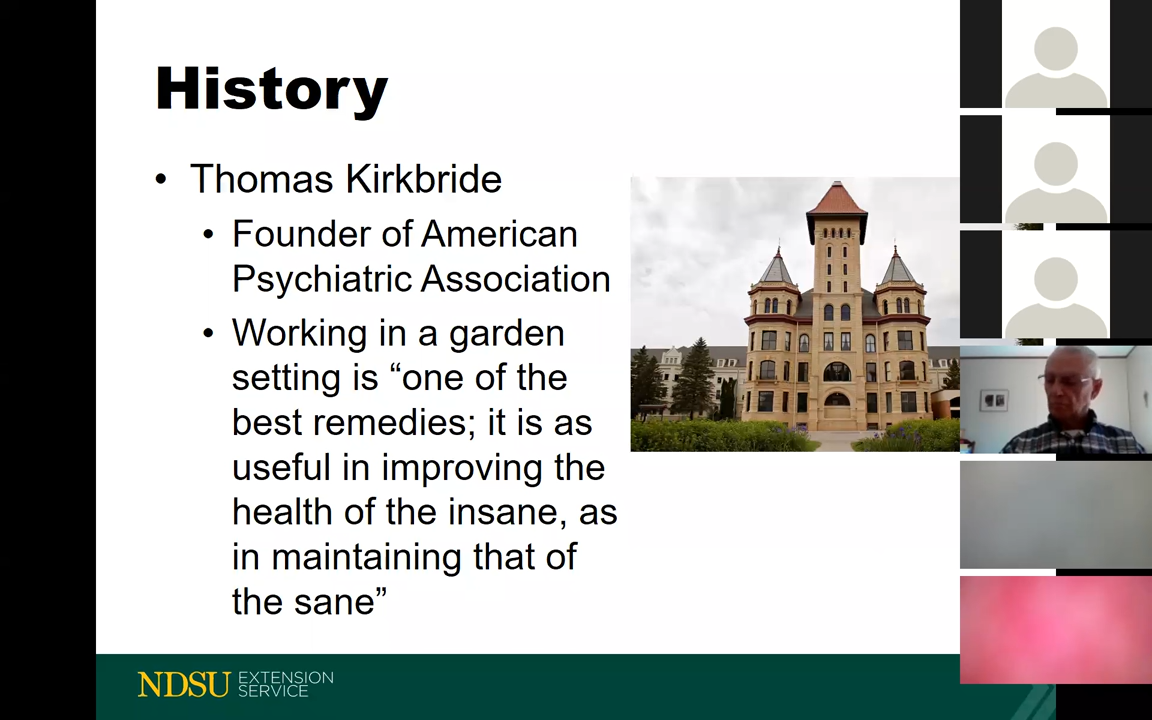 History
• Thomas Kirkbride
• Founder of American
Psychiatric Association
• Working in a garden
setting is “one of the
best remedies; it is as
useful in improving the
health of the insane, as
in maintaining that of
the sane”
NDSU EXTENSION
SERVICE